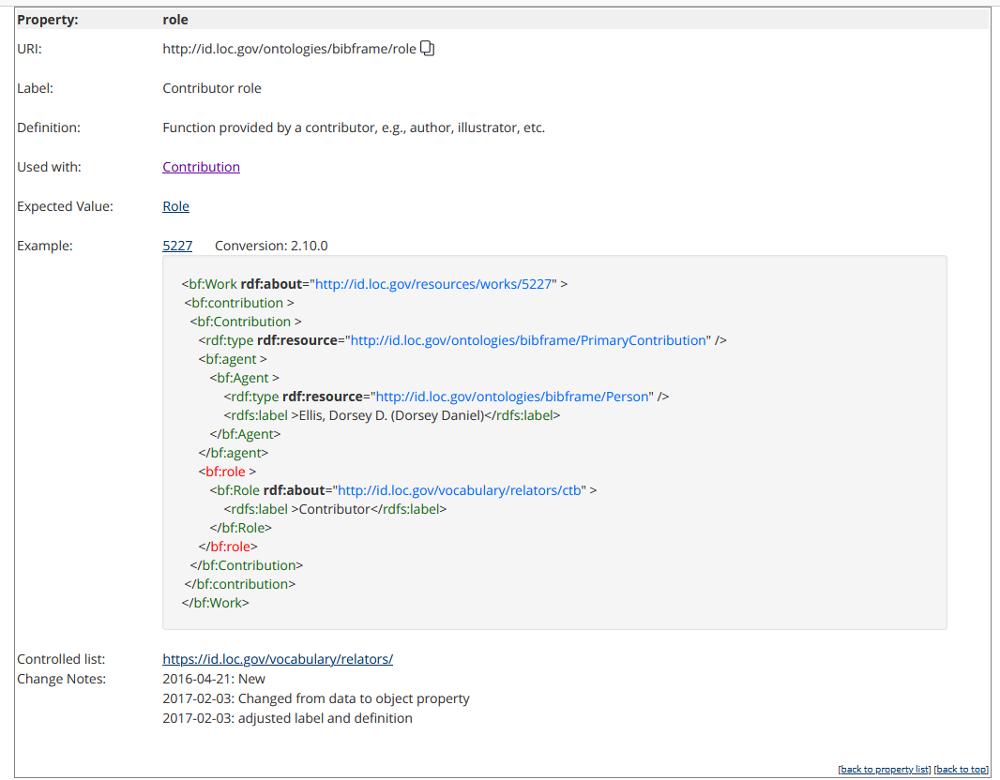 Property: role
URI: http://id.loc.gov/ontologies/bibframe/role
Label: Contributor role
Definition: Function provided by a contributor, e.g., author, illustrator, etc.
Used with: Contribution
Expected Value: Role
Example: 5227 Conversion: 2.10.0
<bf:Work rdf:about="http://id.loc.gov/resources/works/5227" >
<bf:contribution >
<bf:Contribution >
<rdf:type rdf:resource="http://id.loc.gov/ontologies/bibframe/PrimaryContribution" />
<bf:agent >
<bf:Agent >
<rdf:type rdf:resource="http://id.loc.gov/ontologies/bibframe/Person" />
<rdfs:label >Ellis, Dorsey D. (Dorsey Daniel)</rdfs:label>
</bf:Agent>
</bf:agent>
<bf:role >
<bf:Role rdf:about="http://id.loc.gov/vocabulary/relators/ctb" >
<rdfs:label >Contributor</rdfs:label>
</bf:Role>
</bf:role>
</bf:Contribution>
</bf:contribution>
</bf:Work>
Controlled list: https://id.loc.gov/vocabulary/relators/
Change Notes: 2016-04-21: New
2017-02-03: Changed from data to object property
2017-02-03: adjusted label and definition
[back to property list] [back to top]